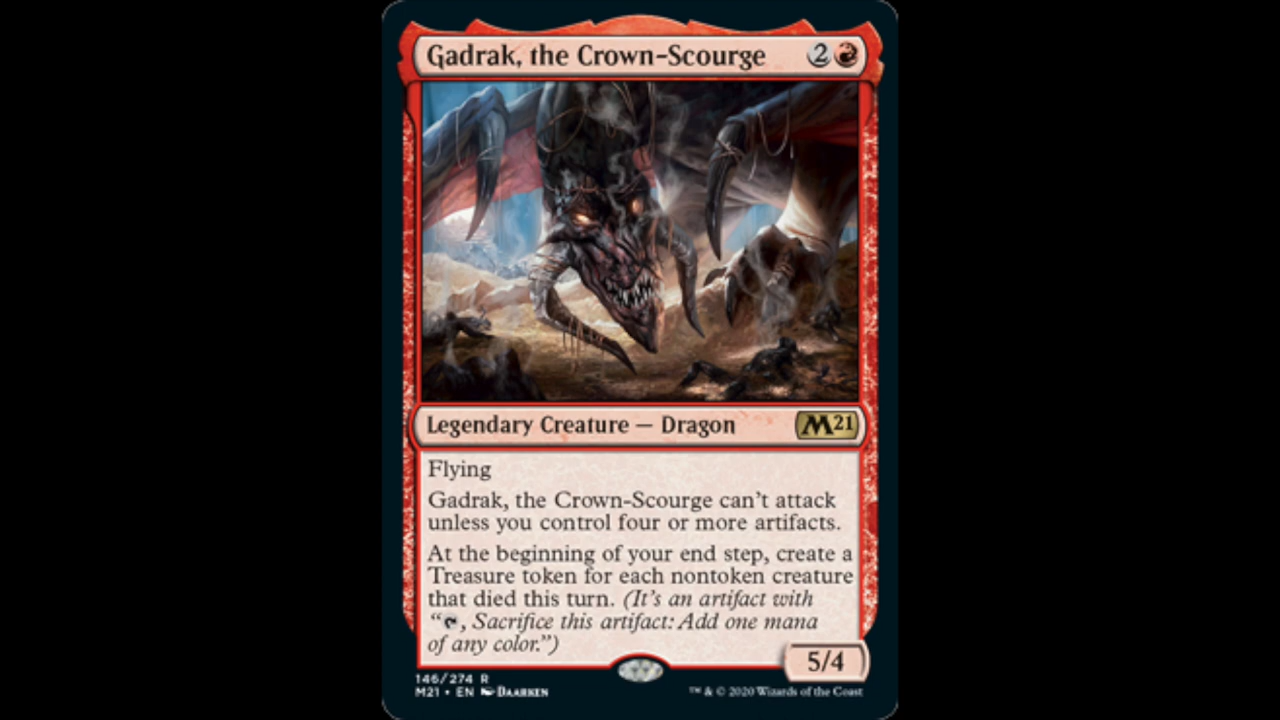 Gadrak, the Crown-Scourge 2
Legendary Creature — Dragon M21
Flying
Gadrak, the Crown-Scourge can't attack
unless you control four or more artifacts.
At the beginning of your end step, create a
Treasure token for each nontoken creature
that died this turn. (It's an artifact with
“, Sacrifice this artifact: Add one mana
of any color.”)
5/4
146/274 R
M21 • EN DAARKEN
™ & © 2020 Wizards of the Coast